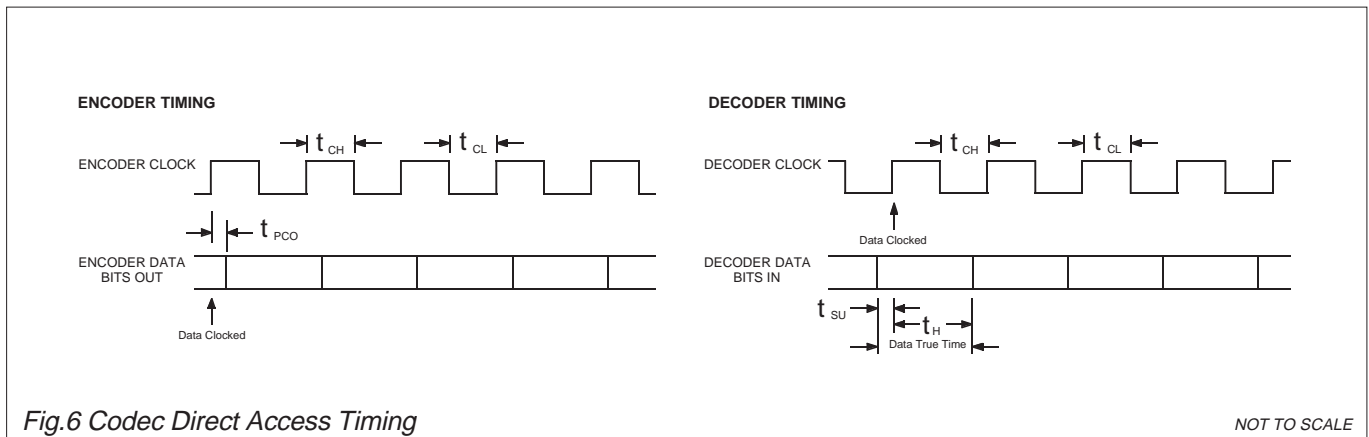 ENCODER TIMING
t CH
t CL
ENCODER CLOCK
t PCO
ENCODER DATA
BITS OUT
Data Clocked
DECODER TIMING
t CH
t CL
DECODER CLOCK
Data Clocked
DECODER DATA
BITS IN
t SU
t H
Data True Time
Fig.6 Codec Direct Access Timing
NOT TO SCALE